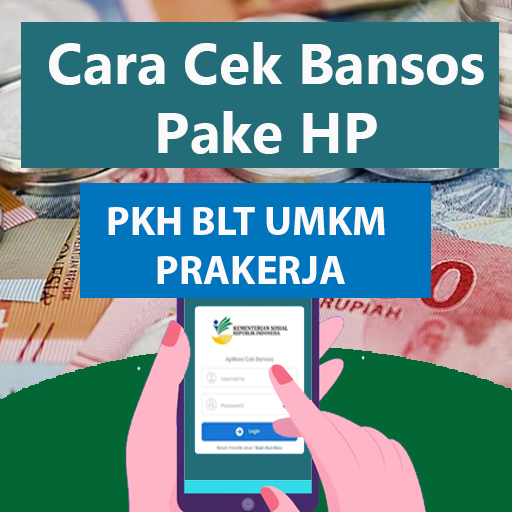 Cara Cek Bansos
Pake HP
PKH BLT UMKM
PRAKERJA
RUPIAH
KEMENTERIAN SOSIAL
REPUBLIK INDONESIA
Aplikasi Cek Bansos
Username
Password
Login